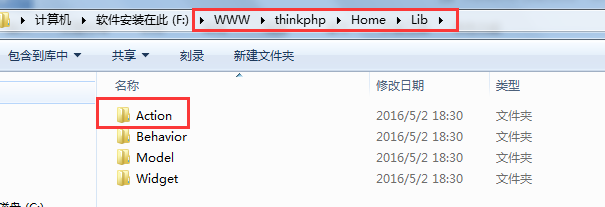 计算机 软件安装在此 (F:) WWW thinkphp Home Lib
包含到库中 共享 刻录 新建文件夹
名称 修改日期 类型
Action 2016/5/2 18:30 文件夹
Behavior 2016/5/2 18:30 文件夹
Model 2016/5/2 18:30 文件夹
Widget 2016/5/2 18:30 文件夹